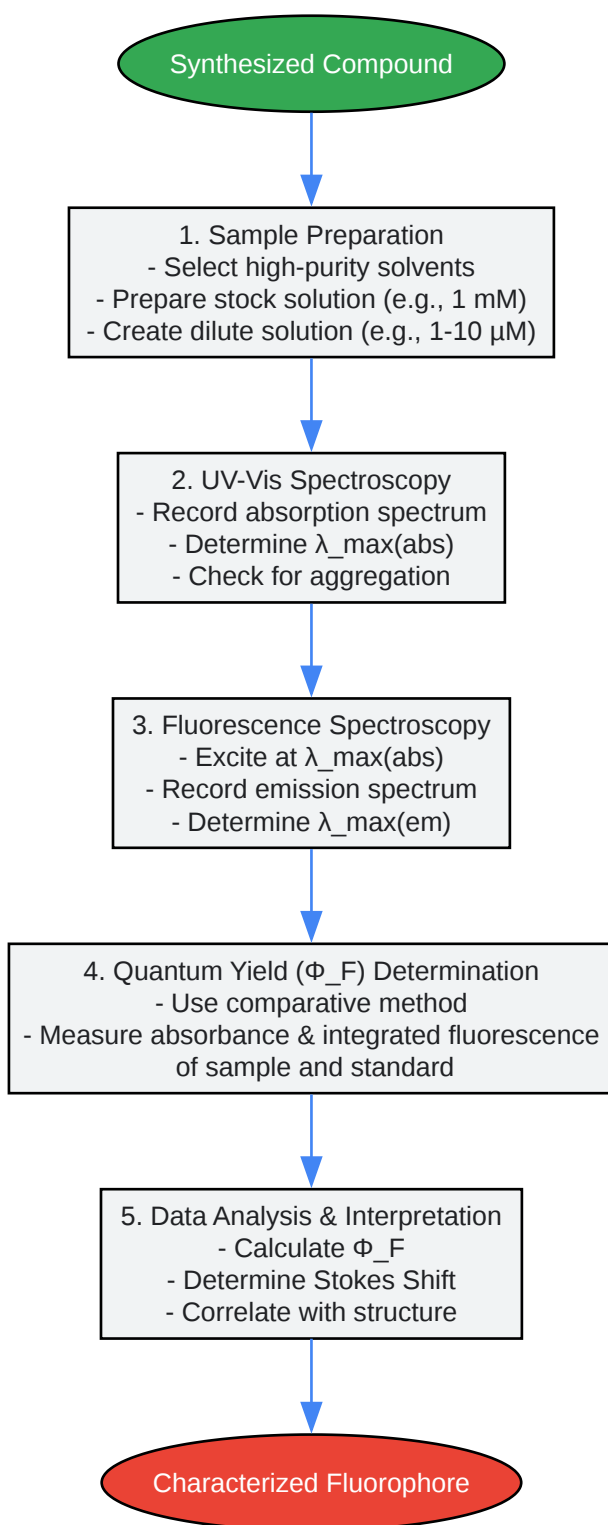 Synthesized Compound
1. Sample Preparation
- Select high-purity solvents
- Prepare stock solution (e.g., 1 mM)
- Create dilute solution (e.g., 1-10 µM)
2. UV-Vis Spectroscopy
- Record absorption spectrum
- Determine λ_max(abs)
- Check for aggregation
3. Fluorescence Spectroscopy
- Excite at λ_max(abs)
- Record emission spectrum
- Determine λ_max(em)
4. Quantum Yield (Φ_F) Determination
- Use comparative method
- Measure absorbance & integrated fluorescence
of sample and standard
5. Data Analysis & Interpretation
- Calculate Φ_F
- Determine Stokes Shift
- Correlate with structure
Characterized Fluorophore